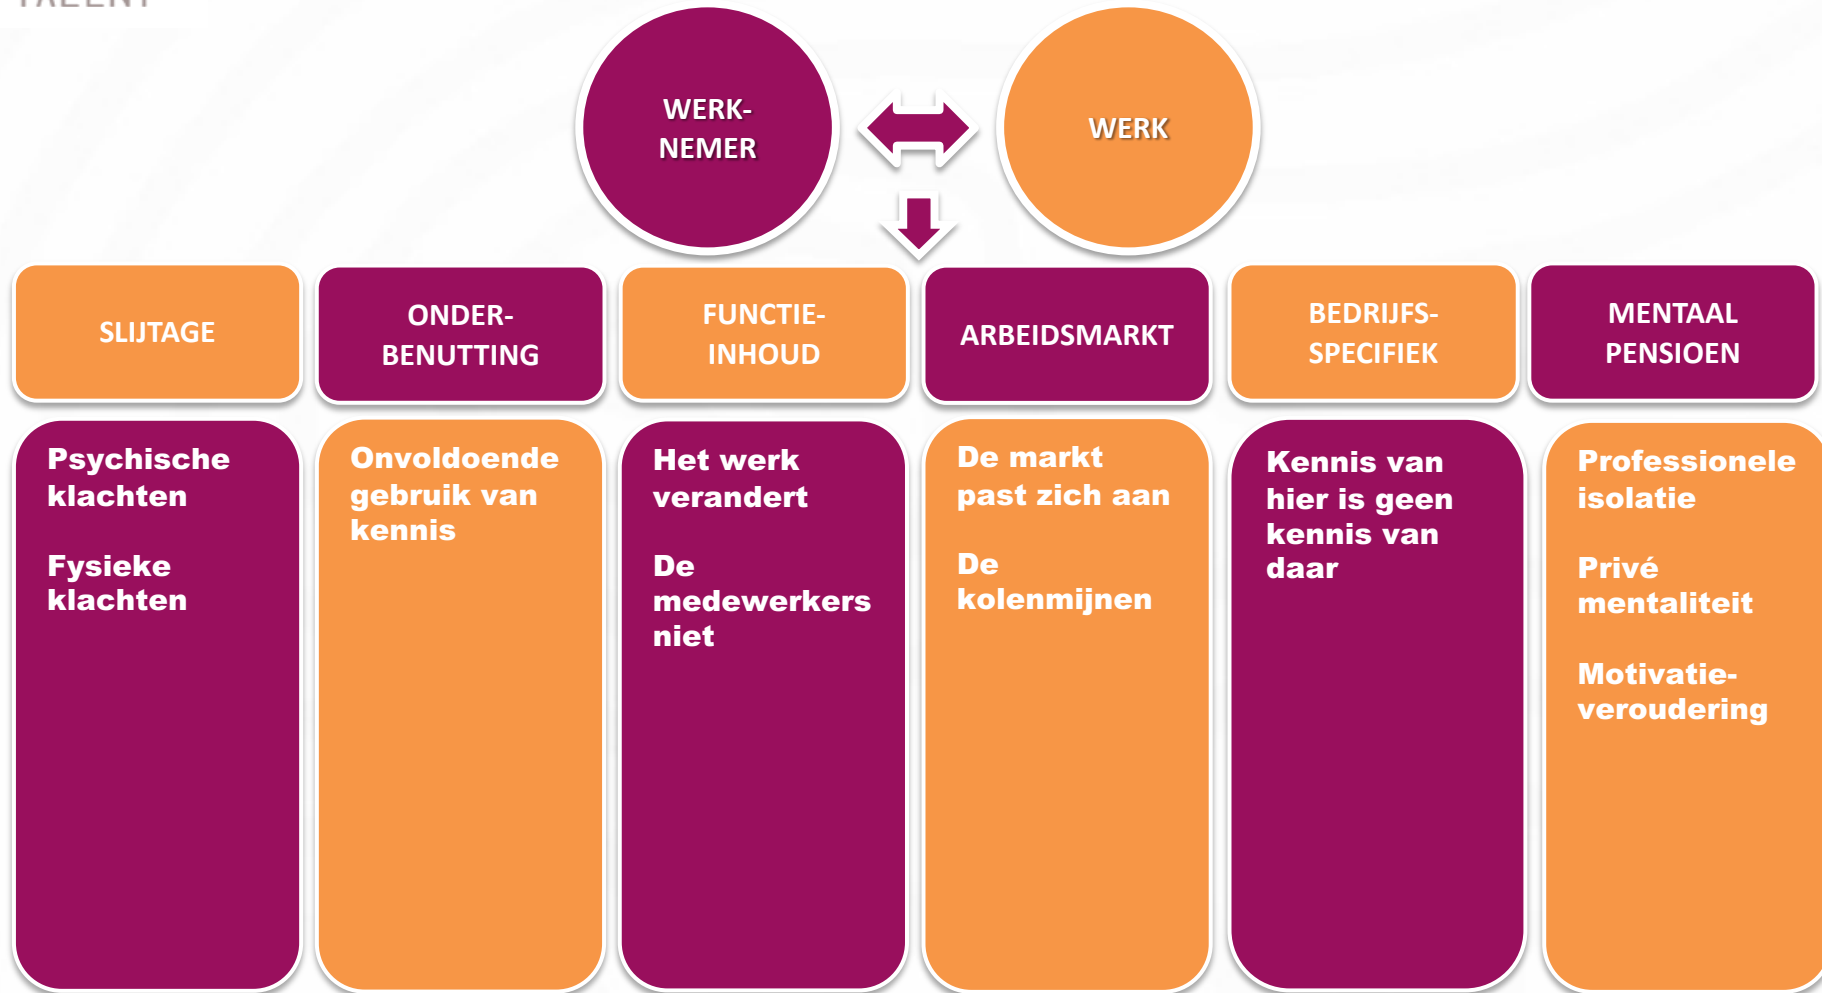 WERK-
NEMER
WERK
SLIJTAGE
ONDER-
BENUTTING
FUNCTIE-
INHOUD
ARBEIDSMARKT
BEDRIJFS-
SPECIFIEK
MENTAAL
PENSIOEN
Psychische
klachten
Fysieke
klachten
Onvoldoende
gebruik van
kennis
Het werk
verandert
De
medewerkers
niet
De markt
past zich aan
De
kolenmijnen
Kennis van
hier is geen
kennis van
daar
Professionele
isolatie
Privé
mentaliteit
Motivatie-
veroudering